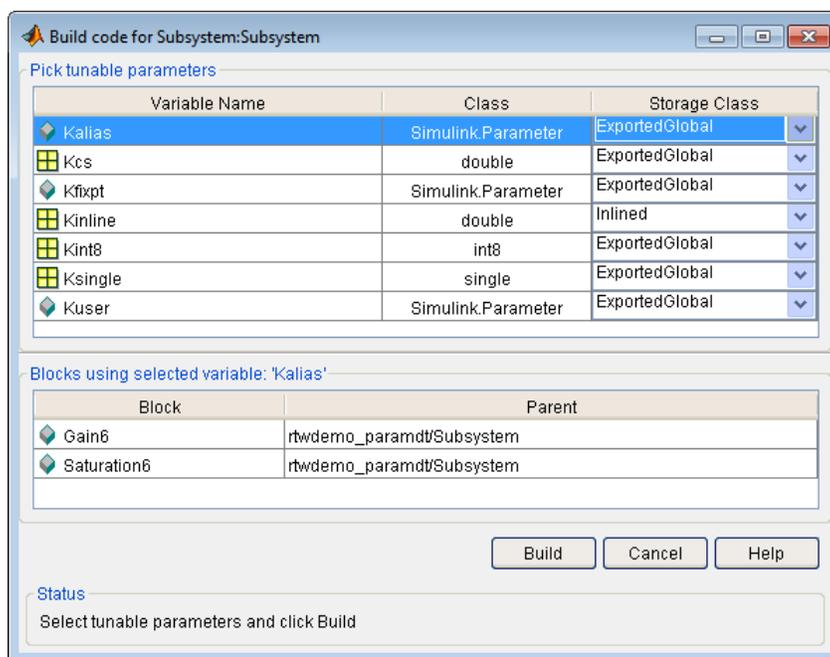 Build code for Subsystem:Subsystem
Pick tunable parameters
Variable Name Class Storage Class
Kalias Simulink.Parameter ExportedGlobal
Kcs double ExportedGlobal
Kfixpt Simulink.Parameter ExportedGlobal
Kinline double Inlined
Kint8 int8 ExportedGlobal
Ksingle single ExportedGlobal
Kuser Simulink.Parameter ExportedGlobal
Blocks using selected variable: 'Kalias'
Block Parent
Gain6 rtwdemo_paramdt/Subsystem
Saturation6 rtwdemo_paramdt/Subsystem
Build Cancel Help
Status
Select tunable parameters and click Build